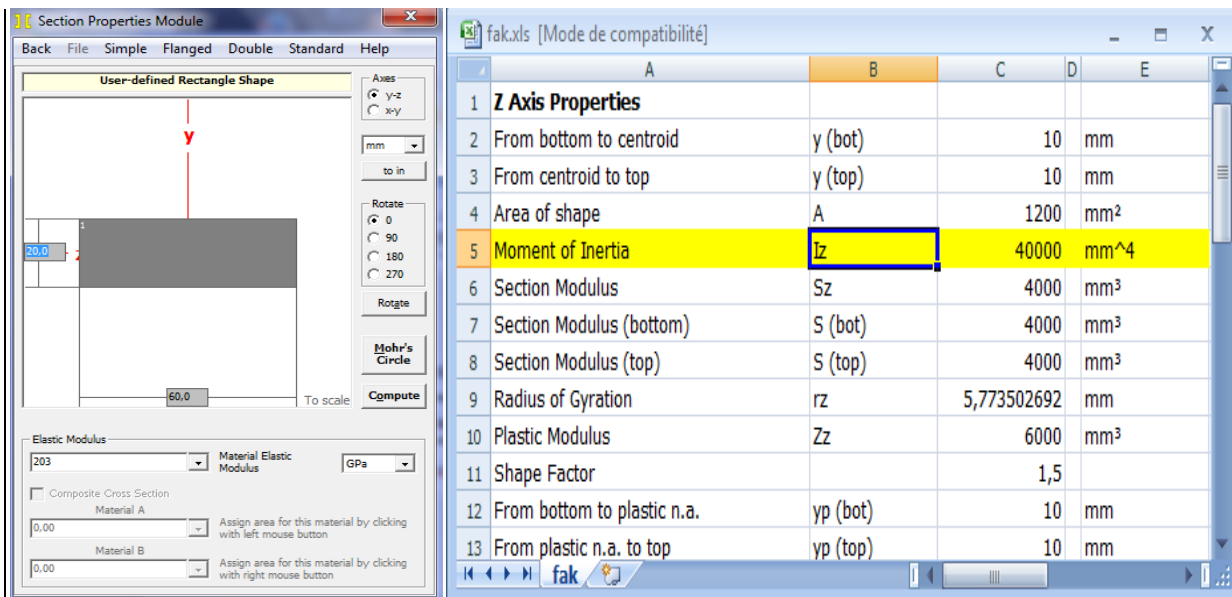 Section Properties Module
Back File Simple Flanged Double Standard Help
User-defined Rectangle Shape
y
1
20,0
z
60,0
To scale
Axes
y-z
x-y
mm
to in
Rotate
0
90
180
270
Rotate
Mohr's
Circle
Compute
Elastic Modulus
203
Material Elastic
Modulus
GPa
Composite Cross Section
Material A
0,00
Assign area for this material by clicking
with left mouse button
Material B
0,00
Assign area for this material by clicking
with right mouse button
fak.xls [Mode de compatibilité]
A B C D E
1 Z Axis Properties
2 From bottom to centroid y (bot) 10 mm
3 From centroid to top y (top) 10 mm
4 Area of shape A 1200 mm²
5 Moment of Inertia Iz 40000 mm^4
6 Section Modulus Sz 4000 mm³
7 Section Modulus (bottom) S (bot) 4000 mm³
8 Section Modulus (top) S (top) 4000 mm³
9 Radius of Gyration rz 5,773502692 mm
10 Plastic Modulus Zz 6000 mm³
11 Shape Factor 1,5
12 From bottom to plastic n.a. yp (bot) 10 mm
13 From plastic n.a. to top yp (top) 10 mm
fak